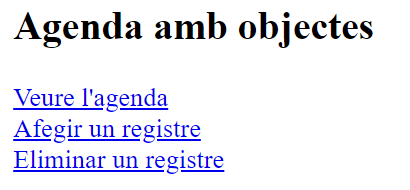 Agenda amb objectes
Veure l'agenda
Afegir un registre
Eliminar un registre